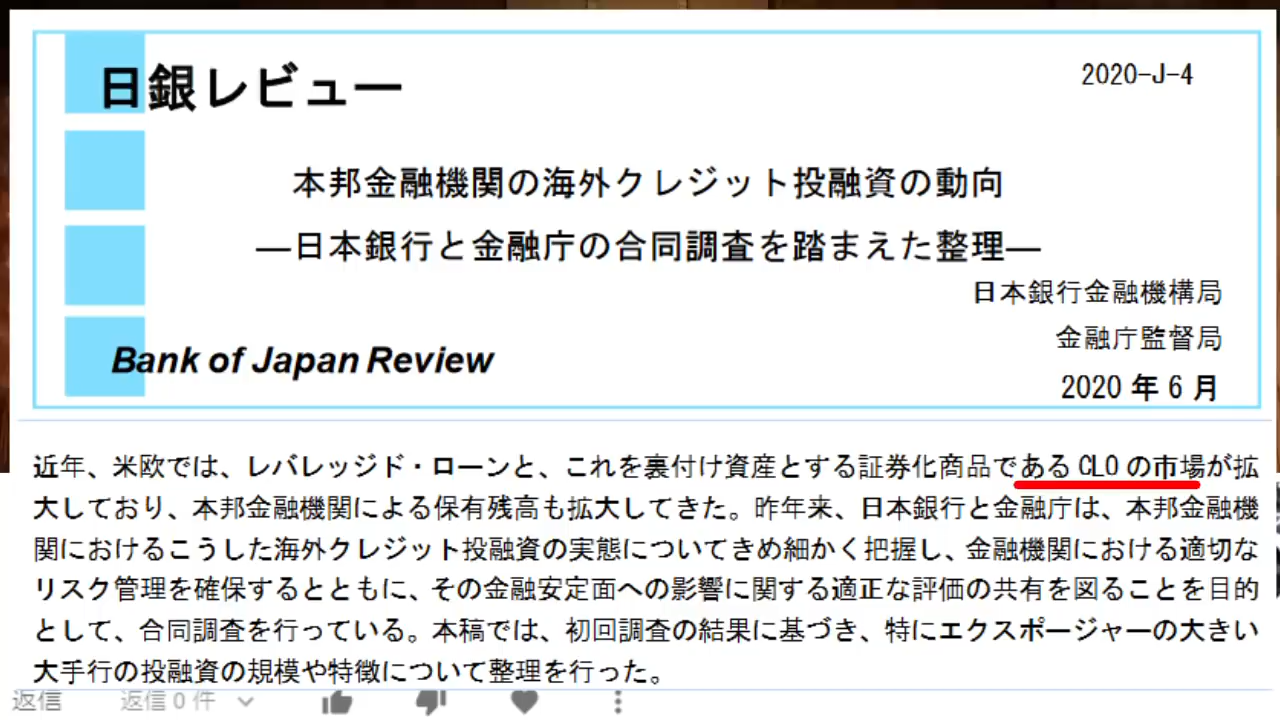 日銀レビュー
2020-J-4
本邦金融機関の海外クレジット投融資の動向
―日本銀行と金融庁の合同調査を踏まえた整理―
日本銀行金融機構局
金融庁監督局
Bank of Japan Review
2020 年 6 月
近年、米欧では、レバレッジド・ローンと、これを裏付け資産とする証券化商品である CLO の市場が拡
大しており、本邦金融機関による保有残高も拡大してきた。昨年来、日本銀行と金融庁は、本邦金融機
関におけるこうした海外クレジット投融資の実態についてきめ細かく把握し、金融機関における適切な
リスク管理を確保するとともに、その金融安定面への影響に関する適正な評価の共有を図ることを目的
として、合同調査を行っている。本稿では、初回調査の結果に基づき、特にエクスポージャーの大きい
大手行の投融資の規模や特徴について整理を行った。
返信 返信 0 件